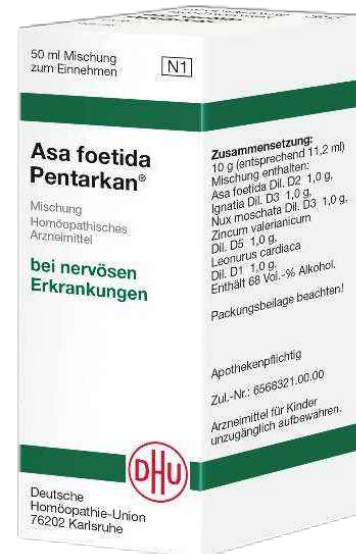 50 ml Mischung
zum Einnehmen
N1
Asa foetida
Pentarkan®
Mischung
Homöopathisches
Arzneimittel
bei nervösen
Erkrankungen
DHU
Deutsche
Homöopathie-Union
76202 Karlsruhe
Zusammensetzung:
10 g (entsprechend 11,2 ml)
Mischung enthalten:
Asa foetida Dil. D2 1,0 g,
Ignatia Dil. D3 1,0 g,
Nux moschata Dil. D3 1,0 g,
Zincum valerianicum
Dil. D5 1,0 g,
Leonurus cardiaca
Dil. D1 1,0 g.
Enthält 68 Vol.-% Alkohol.
Packungsbeilage beachten!
Apothekenpflichtig
Zul.-Nr.: 6568321.00.00
Arzneimittel für Kinder
unzugänglich aufbewahren.